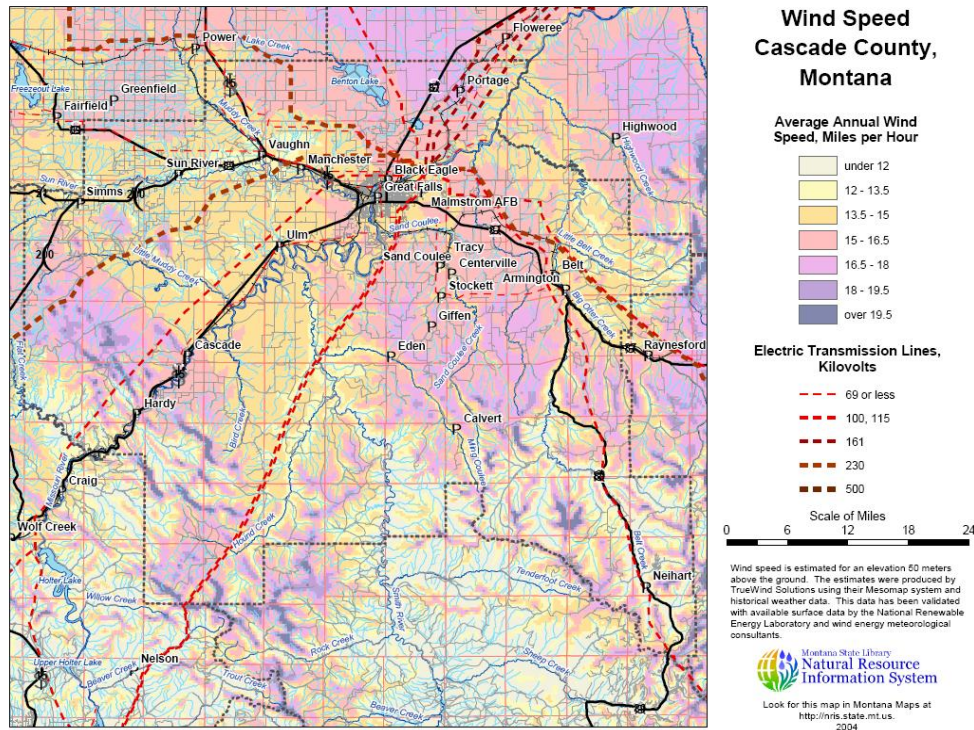 Wind Speed
Cascade County,
Montana
Average Annual Wind
Speed, Miles per Hour
under 12
12 - 13.5
13.5 - 15
15 - 16.5
16.5 - 18
18 - 19.5
over 19.5
Electric Transmission Lines,
Kilovolts
69 or less
100, 115
161
230
500
Scale of Miles
0 6 12 18 24
Wind speed is estimated for an elevation 50 meters
above the ground. The estimates were produced by
TrueWind Solutions using their Mesomap system and
historical weather data. This data has been validated
with available surface data by the National Renewable
Energy Laboratory and wind energy meteorological
consultants.
Montana State Library
Natural Resource
Information System
Look for this map in Montana Maps at
http://nris.state.mt.us.
2004
Power
Lake Creek
Floweree
Freezeout Lake
Greenfield
Benton Lake
Portage
Fairfield
Muddy Creek
Highwood
Vaughn
Manchester
Sun River
Black Eagle
Highwood Creek
Sun River
Simms
Great Falls
Malmstrom AFB
Sand Coulee
Ulm
200
Little Muddy Creek
Sand Coulee
Tracy
Centerville
Little Belt Creek
Belt
Stockett
Armington
Giffen
Big Otter Creek
Flat Creek
Cascade
Eden
Sand Coulee Creek
Raynesford
Hardy
Bird Creek
Calvert
Ming Coulee
Missouri River
Craig
Wolf Creek
Hound Creek
Belt Creek
Holter Lake
Willow Creek
Smith River
Tenderfoot Creek
Neihart
Rock Creek
Upper Holter Lake
Nelson
Beaver Creek
Trout Creek
Sheep Creek
Beaver Creek